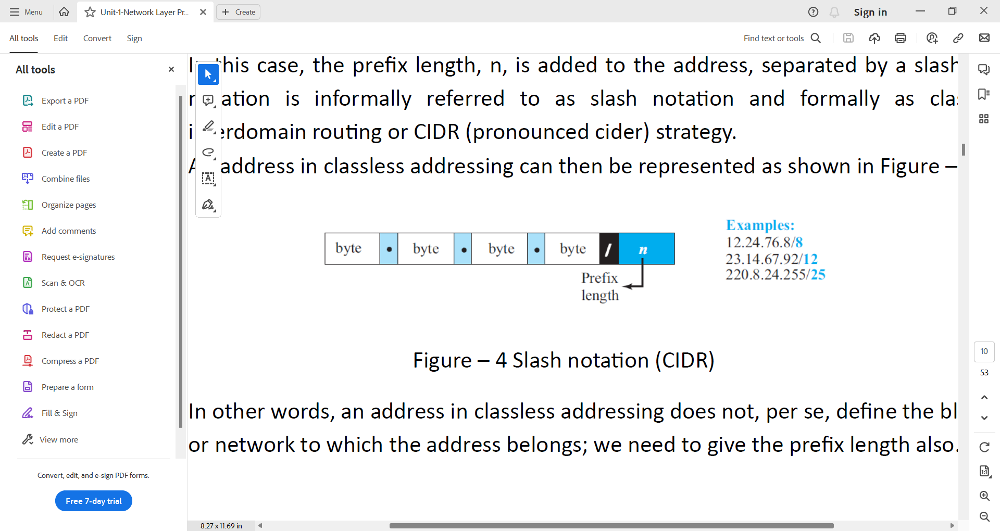 Menu
Unit-1-Network Layer Pr...
Create
Sign in
All tools
Edit
Convert
Sign
Find text or tools
All tools
Export a PDF
Edit a PDF
Create a PDF
Combine files
Organize pages
Add comments
Request e-signatures
Scan & OCR
Protect a PDF
Redact a PDF
Compress a PDF
Prepare a form
Fill & Sign
View more
Convert, edit, and e-sign PDF forms.
Free 7-day trial
this case, the prefix length, n, is added to the address, separated by a slash
is informally referred to as slash notation and formally as
routing or CIDR (pronounced cider) strategy.
address in classless addressing can then be represented as shown in Figure –
byte • byte • byte • byte / n
Prefix
length
Examples:
12.24.76.8/8
23.14.67.92/12
220.8.24.255/25
Figure – 4 Slash notation (CIDR)
In other words, an address in classless addressing does not, per se, define the
or network to which the address belongs; we need to give the prefix length also.
10
53
8.27 x 11.69 in